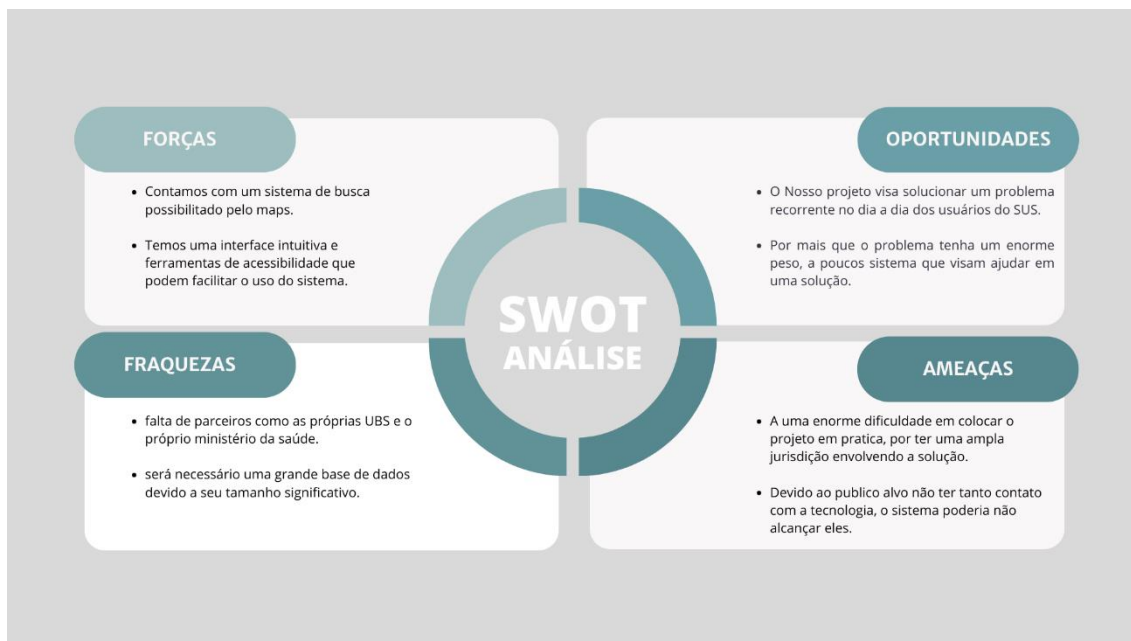 FORÇAS
Contamos com um sistema de busca
possibilitado pelo maps.
Temos uma interface intuitiva e
ferramentas de acessibilidade que
podem facilitar o uso do sistema.
OPORTUNIDADES
O Nosso projeto visa solucionar um problema
recorrente no dia a dia dos usuários do SUS.
Por mais que o problema tenha um enorme
peso, a poucos sistema que visam ajudar em
uma solução.
SWOT
ANÁLISE
FRAQUEZAS
falta de parceiros como as próprias UBS e o
próprio ministério da saúde.
será necessário uma grande base de dados
devido a seu tamanho significativo.
AMEAÇAS
A uma enorme dificuldade em colocar o
projeto em pratica, por ter uma ampla
jurisdição envolvendo a solução.
Devido ao publico alvo não ter tanto contato
com a tecnologia, o sistema poderia não
alcançar eles.